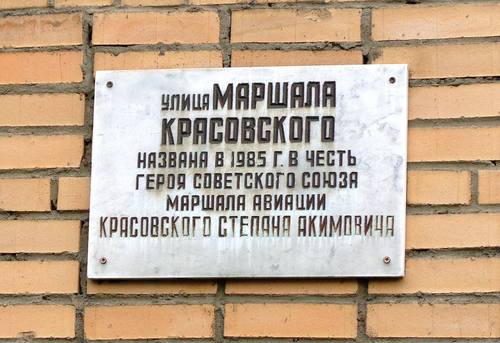 УЛИЦА МАРШАЛА
КРАСОВСКОГО
НАЗВАНА В 1985 Г. В ЧЕСТЬ
ГЕРОЯ СОВЕТСКОГО СОЮЗА
МАРШАЛА АВИАЦИИ
КРАСОВСКОГО СТЕПАНА АКИМОВИЧА